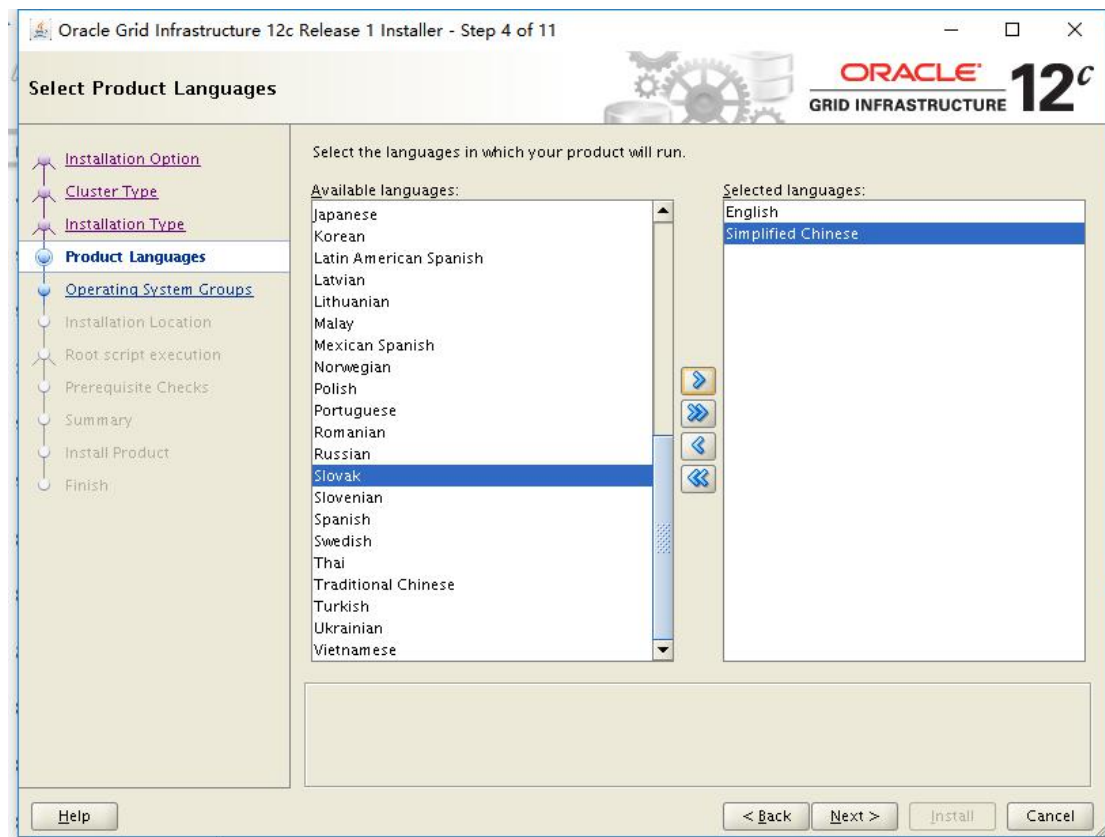 Oracle Grid Infrastructure 12c Release 1 Installer - Step 4 of 11
Select Product Languages
ORACLE
GRID INFRASTRUCTURE
12c
Installation Option
Cluster Type
Installation Type
Product Languages
Operating System Groups
Installation Location
Root script execution
Prerequisite Checks
Summary
Install Product
Finish
Select the languages in which your product will run.
Available languages:
Japanese
Korean
Latin American Spanish
Latvian
Lithuanian
Malay
Mexican Spanish
Norwegian
Polish
Portuguese
Romanian
Russian
Slovak
Slovenian
Spanish
Swedish
Thai
Traditional Chinese
Turkish
Ukrainian
Vietnamese
Selected languages:
English
Simplified Chinese
Help
< Back
Next >
Install
Cancel